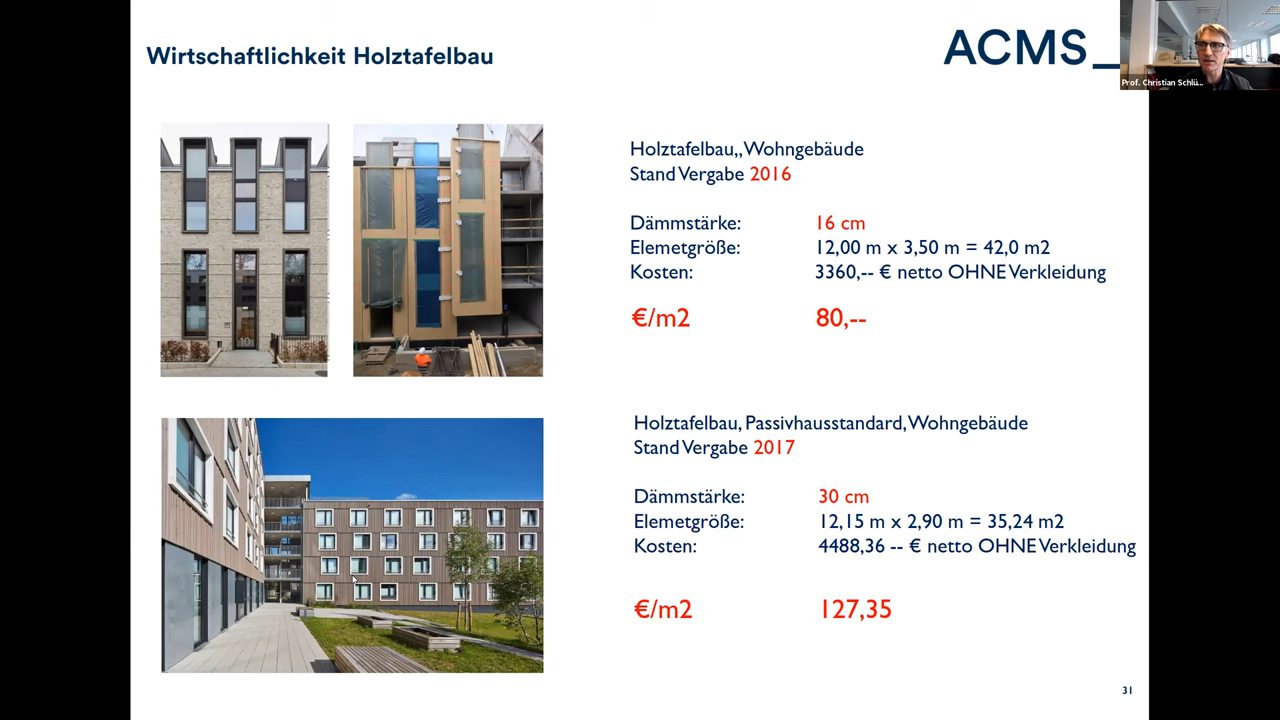 Wirtschaftlichkeit Holztafelbau
ACMS_
Prof. Christian Schlü...
Holztafelbau,,Wohngebäude
Stand Vergabe 2016
Dämmstärke: 16 cm
Elemetgröße: 12,00 m x 3,50 m = 42,0 m2
Kosten: 3360,-- € netto OHNE Verkleidung
€/m2 80,--
10
Holztafelbau, Passivhausstandard, Wohngebäude
Stand Vergabe 2017
Dämmstärke: 30 cm
Elemetgröße: 12,15 m x 2,90 m = 35,24 m2
Kosten: 4488,36 -- € netto OHNE Verkleidung
€/m2 127,35
31